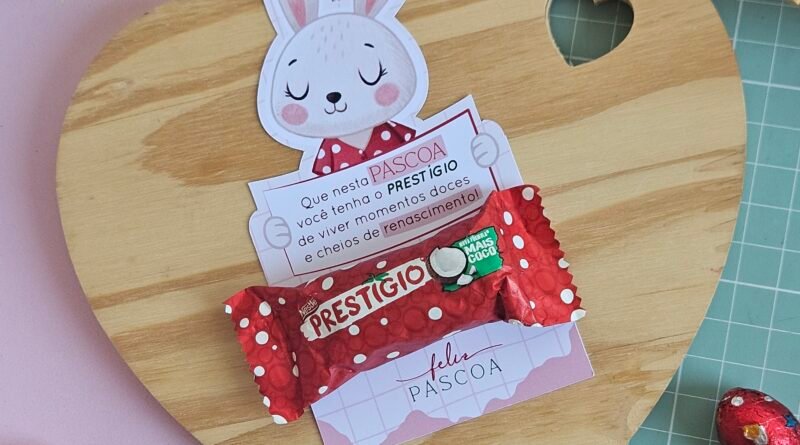 Que nesta PASCOA
você tenha o PRESTÍGIO
de viver momentos doces
e cheios de renascimento!
Nestlé
PRESTÍGIO
MAIS
COCO
feliz
PASCOA